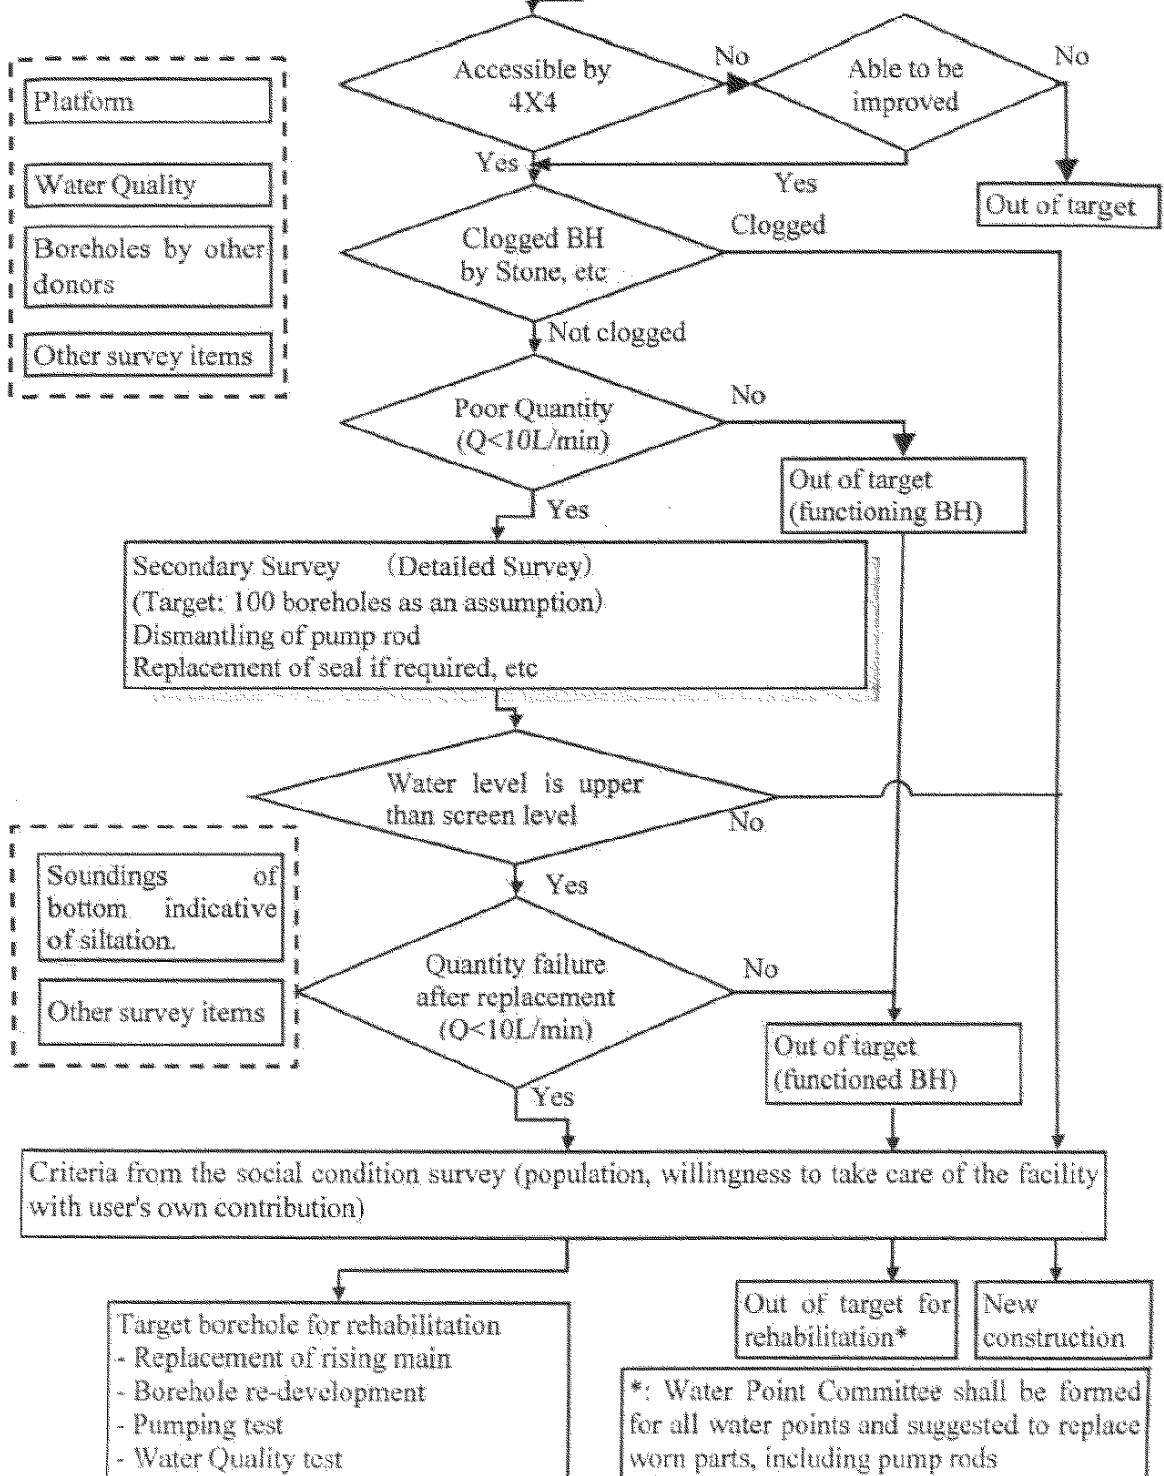 Accessible by
4X4
No
Able to be
improved
No
Platform
Yes
Yes
Water Quality
Out of target
Boreholes by other
donors
Clogged BH
by Stone, etc
Clogged
Not clogged
Other survey items
Poor Quantity
(Q<10L/min)
No
Out of target
(functioning BH)
Yes
Secondary Survey (Detailed Survey)
(Target: 100 boreholes as an assumption)
Dismantling of pump rod
Replacement of seal if required, etc
Water level is upper
than screen level
No
Yes
Soundings of
bottom indicative
of siltation.
Other survey items
Quantity failure
after replacement
(Q<10L/min)
No
Out of target
(functioned BH)
Yes
Criteria from the social condition survey (population, willingness to take care of the facility
with user's own contribution)
Target borehole for rehabilitation
- Replacement of rising main
- Borehole re-development
- Pumping test
- Water Quality test
Out of target for
rehabilitation*
New
construction
*: Water Point Committee shall be formed
for all water points and suggested to replace
worn parts, including pump rods